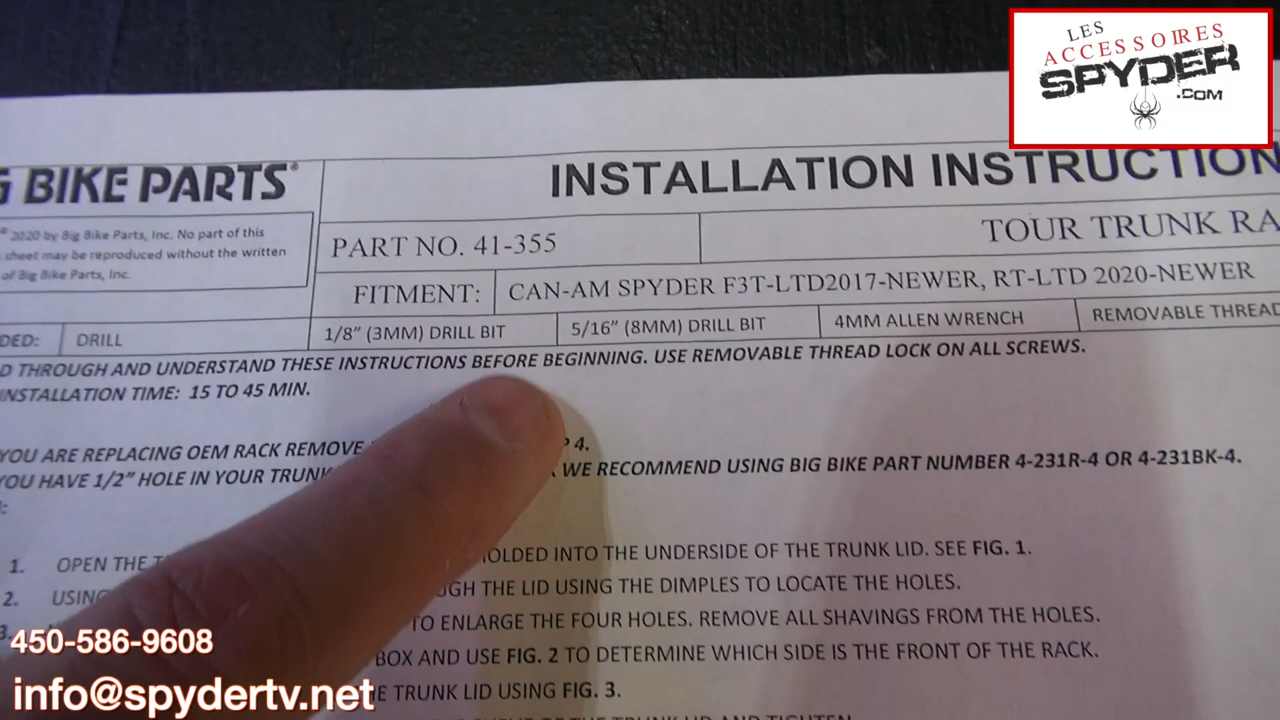 LES
ACCESSOIRES
SPYDER
.COM
G BIKE PARTS®
INSTALLATION INSTRUCTION
© 2020 by Big Bike Parts, Inc. No part of this
sheet may be reproduced without the written
of Big Bike Parts, Inc.
PART NO. 41-355
TOUR TRUNK RA
FITMENT: CAN-AM SPYDER F3T-LTD2017-NEWER, RT-LTD 2020-NEWER
DED: DRILL 1/8" (3MM) DRILL BIT 5/16" (8MM) DRILL BIT 4MM ALLEN WRENCH REMOVABLE THREAD
D THROUGH AND UNDERSTAND THESE INSTRUCTIONS BEFORE BEGINNING. USE REMOVABLE THREAD LOCK ON ALL SCREWS.
INSTALLATION TIME: 15 TO 45 MIN.
YOU ARE REPLACING OEM RACK REMOVE P 4.
YOU HAVE 1/2" HOLE IN YOUR TRUNK WE RECOMMEND USING BIG BIKE PART NUMBER 4-231R-4 OR 4-231BK-4.
1. OPEN THE T OLDED INTO THE UNDERSIDE OF THE TRUNK LID. SEE FIG. 1.
2. USING UGH THE LID USING THE DIMPLES TO LOCATE THE HOLES.
3. TO ENLARGE THE FOUR HOLES. REMOVE ALL SHAVINGS FROM THE HOLES.
BOX AND USE FIG. 2 TO DETERMINE WHICH SIDE IS THE FRONT OF THE RACK.
E TRUNK LID USING FIG. 3.
THE TRUNK LID AND TIGHTEN
450-586-9608
info@spydertv.net